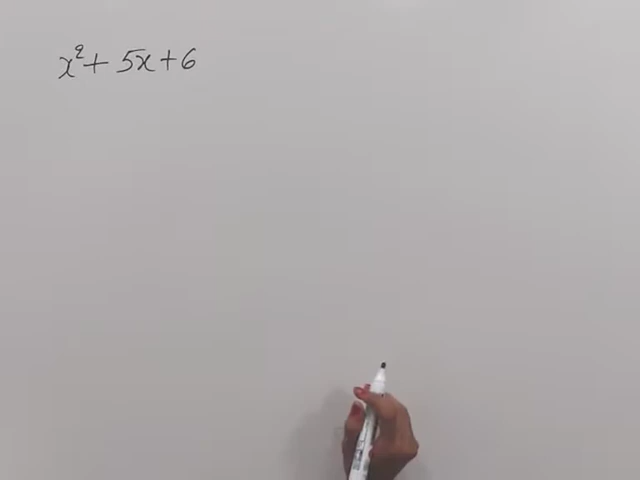 x² + 5x + 6